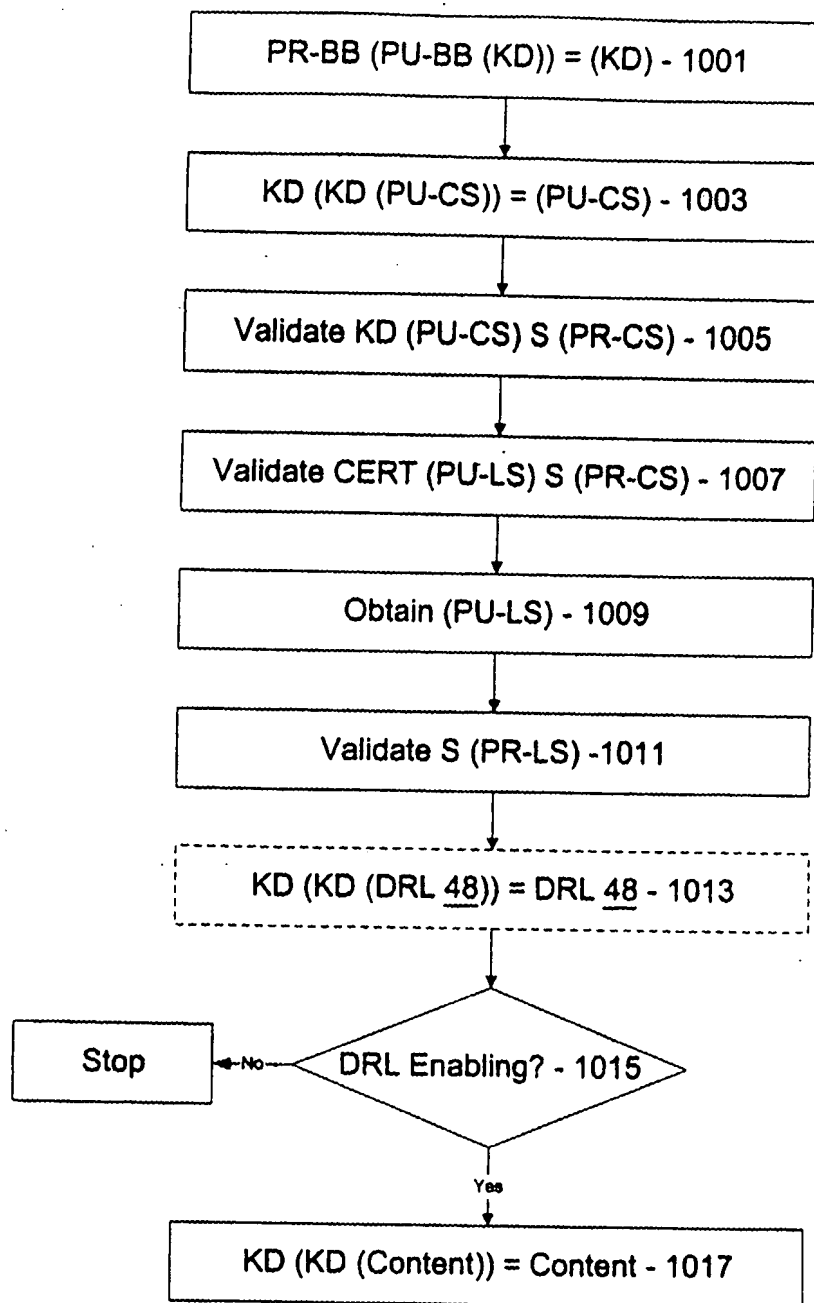 PR-BB (PU-BB (KD)) = (KD) - 1001
KD (KD (PU-CS)) = (PU-CS) - 1003
Validate KD (PU-CS) S (PR-CS) - 1005
Validate CERT (PU-LS) S (PR-CS) - 1007
Obtain (PU-LS) - 1009
Validate S (PR-LS) -1011
KD (KD (DRL 48)) = DRL 48 - 1013
DRL Enabling? - 1015
No
Stop
Yes
KD (KD (Content)) = Content - 1017